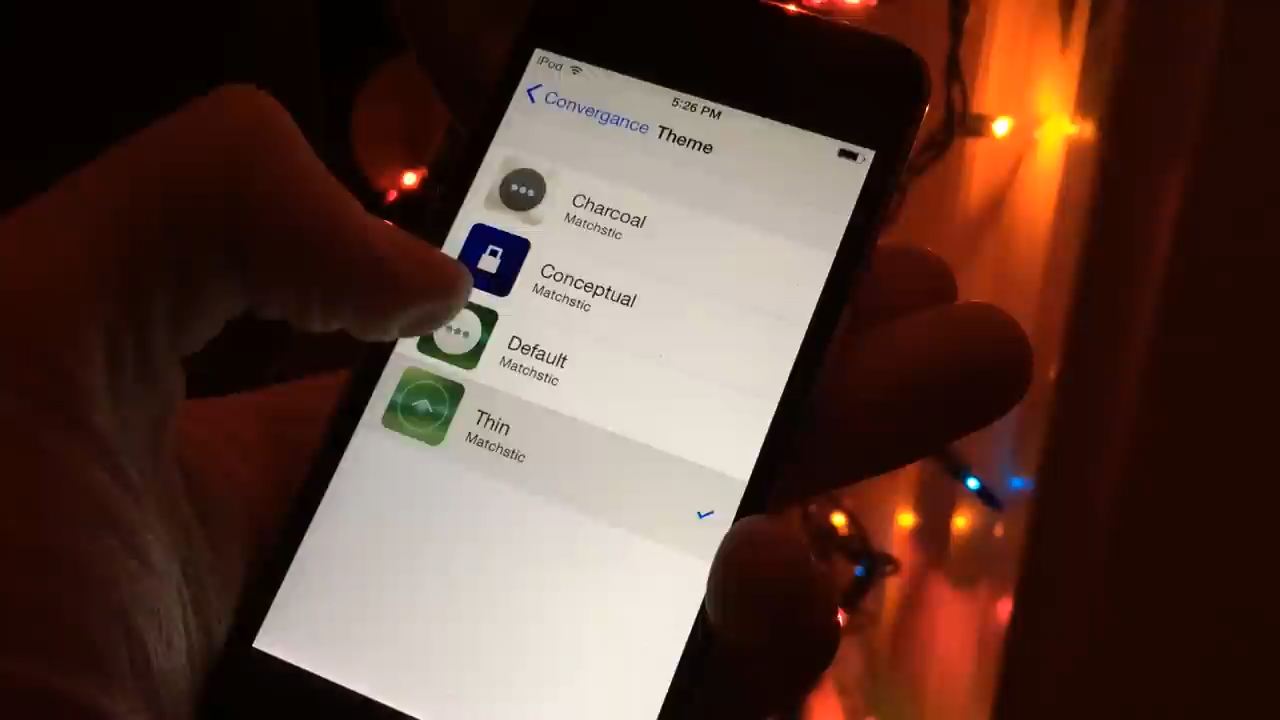 iPod
5:26 PM
Convergance Theme
Charcoal
Matchstic
Conceptual
Matchstic
Default
Matchstic
Thin
Matchstic